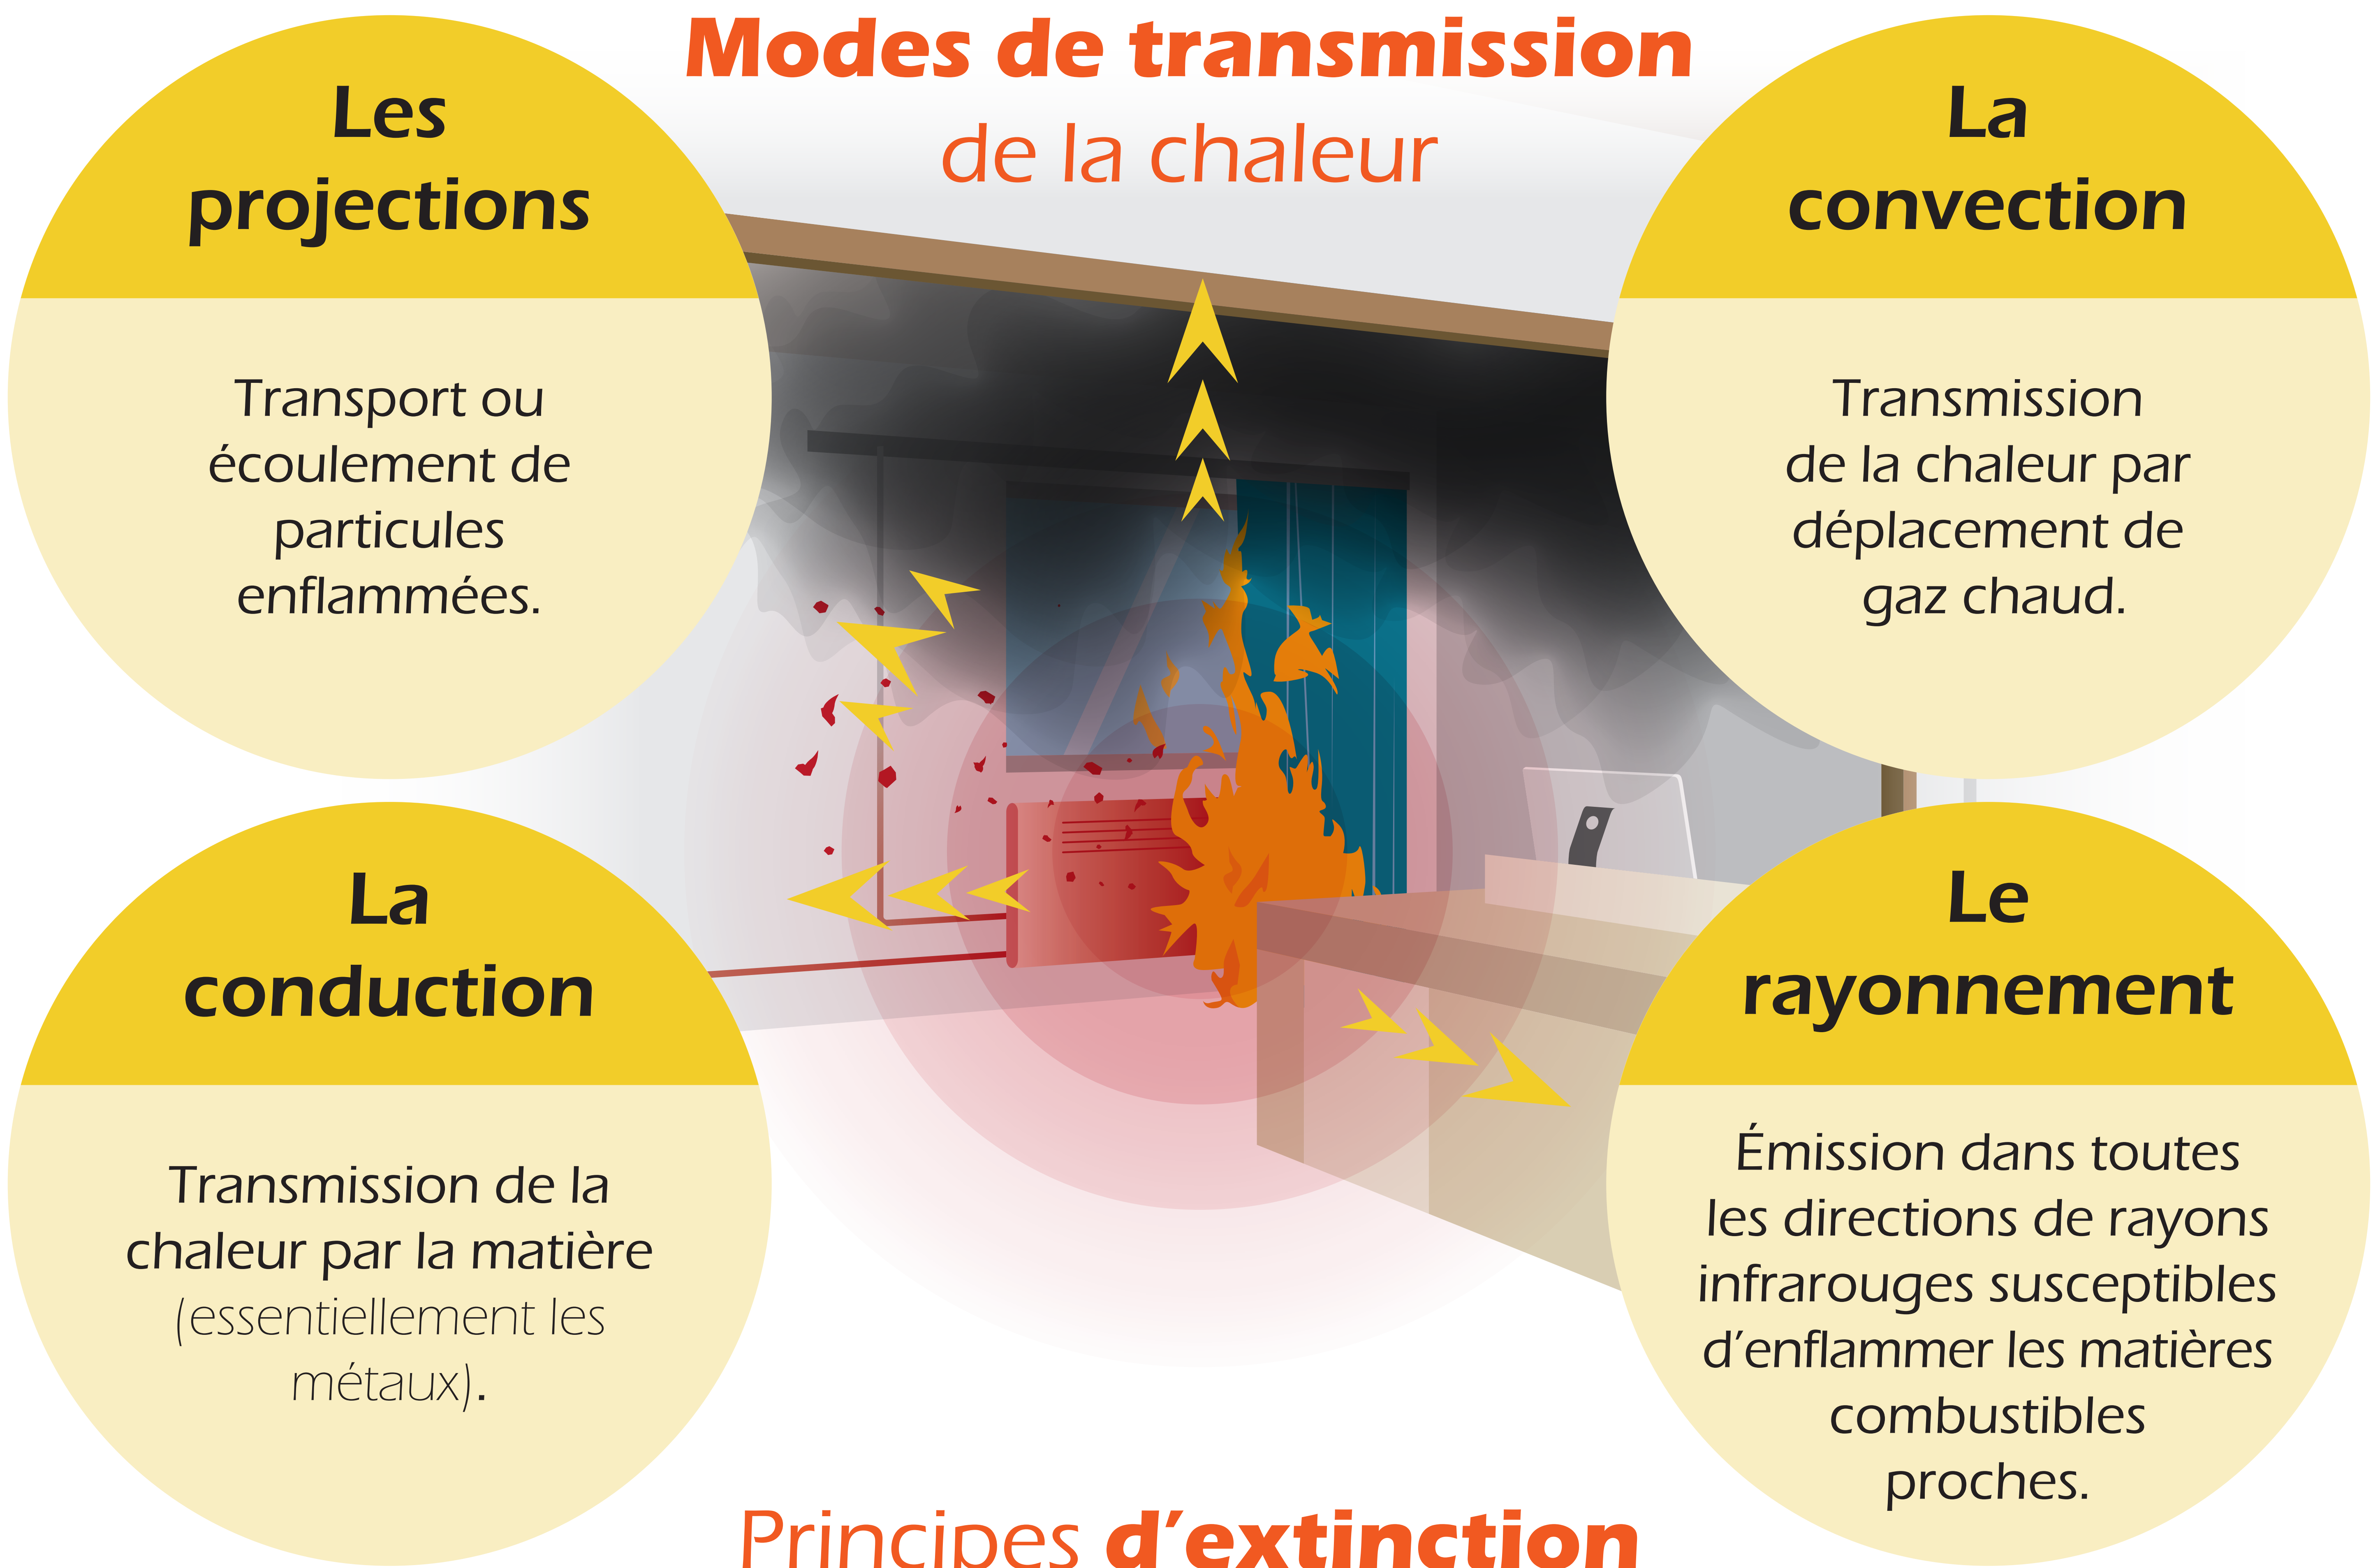 Modes de transmission
de la chaleur
Les
projections
Transport ou
écoulement de
particules
enflammées.
La
convection
Transmission
de la chaleur par
déplacement de
gaz chaud.
La
conduction
Transmission de la
chaleur par la matière
(essentiellement les
métaux).
Le
rayonnement
Émission dans toutes
les directions de rayons
infrarouges susceptibles
d’enflammer les matières
combustibles
proches.
Principes d’extinction